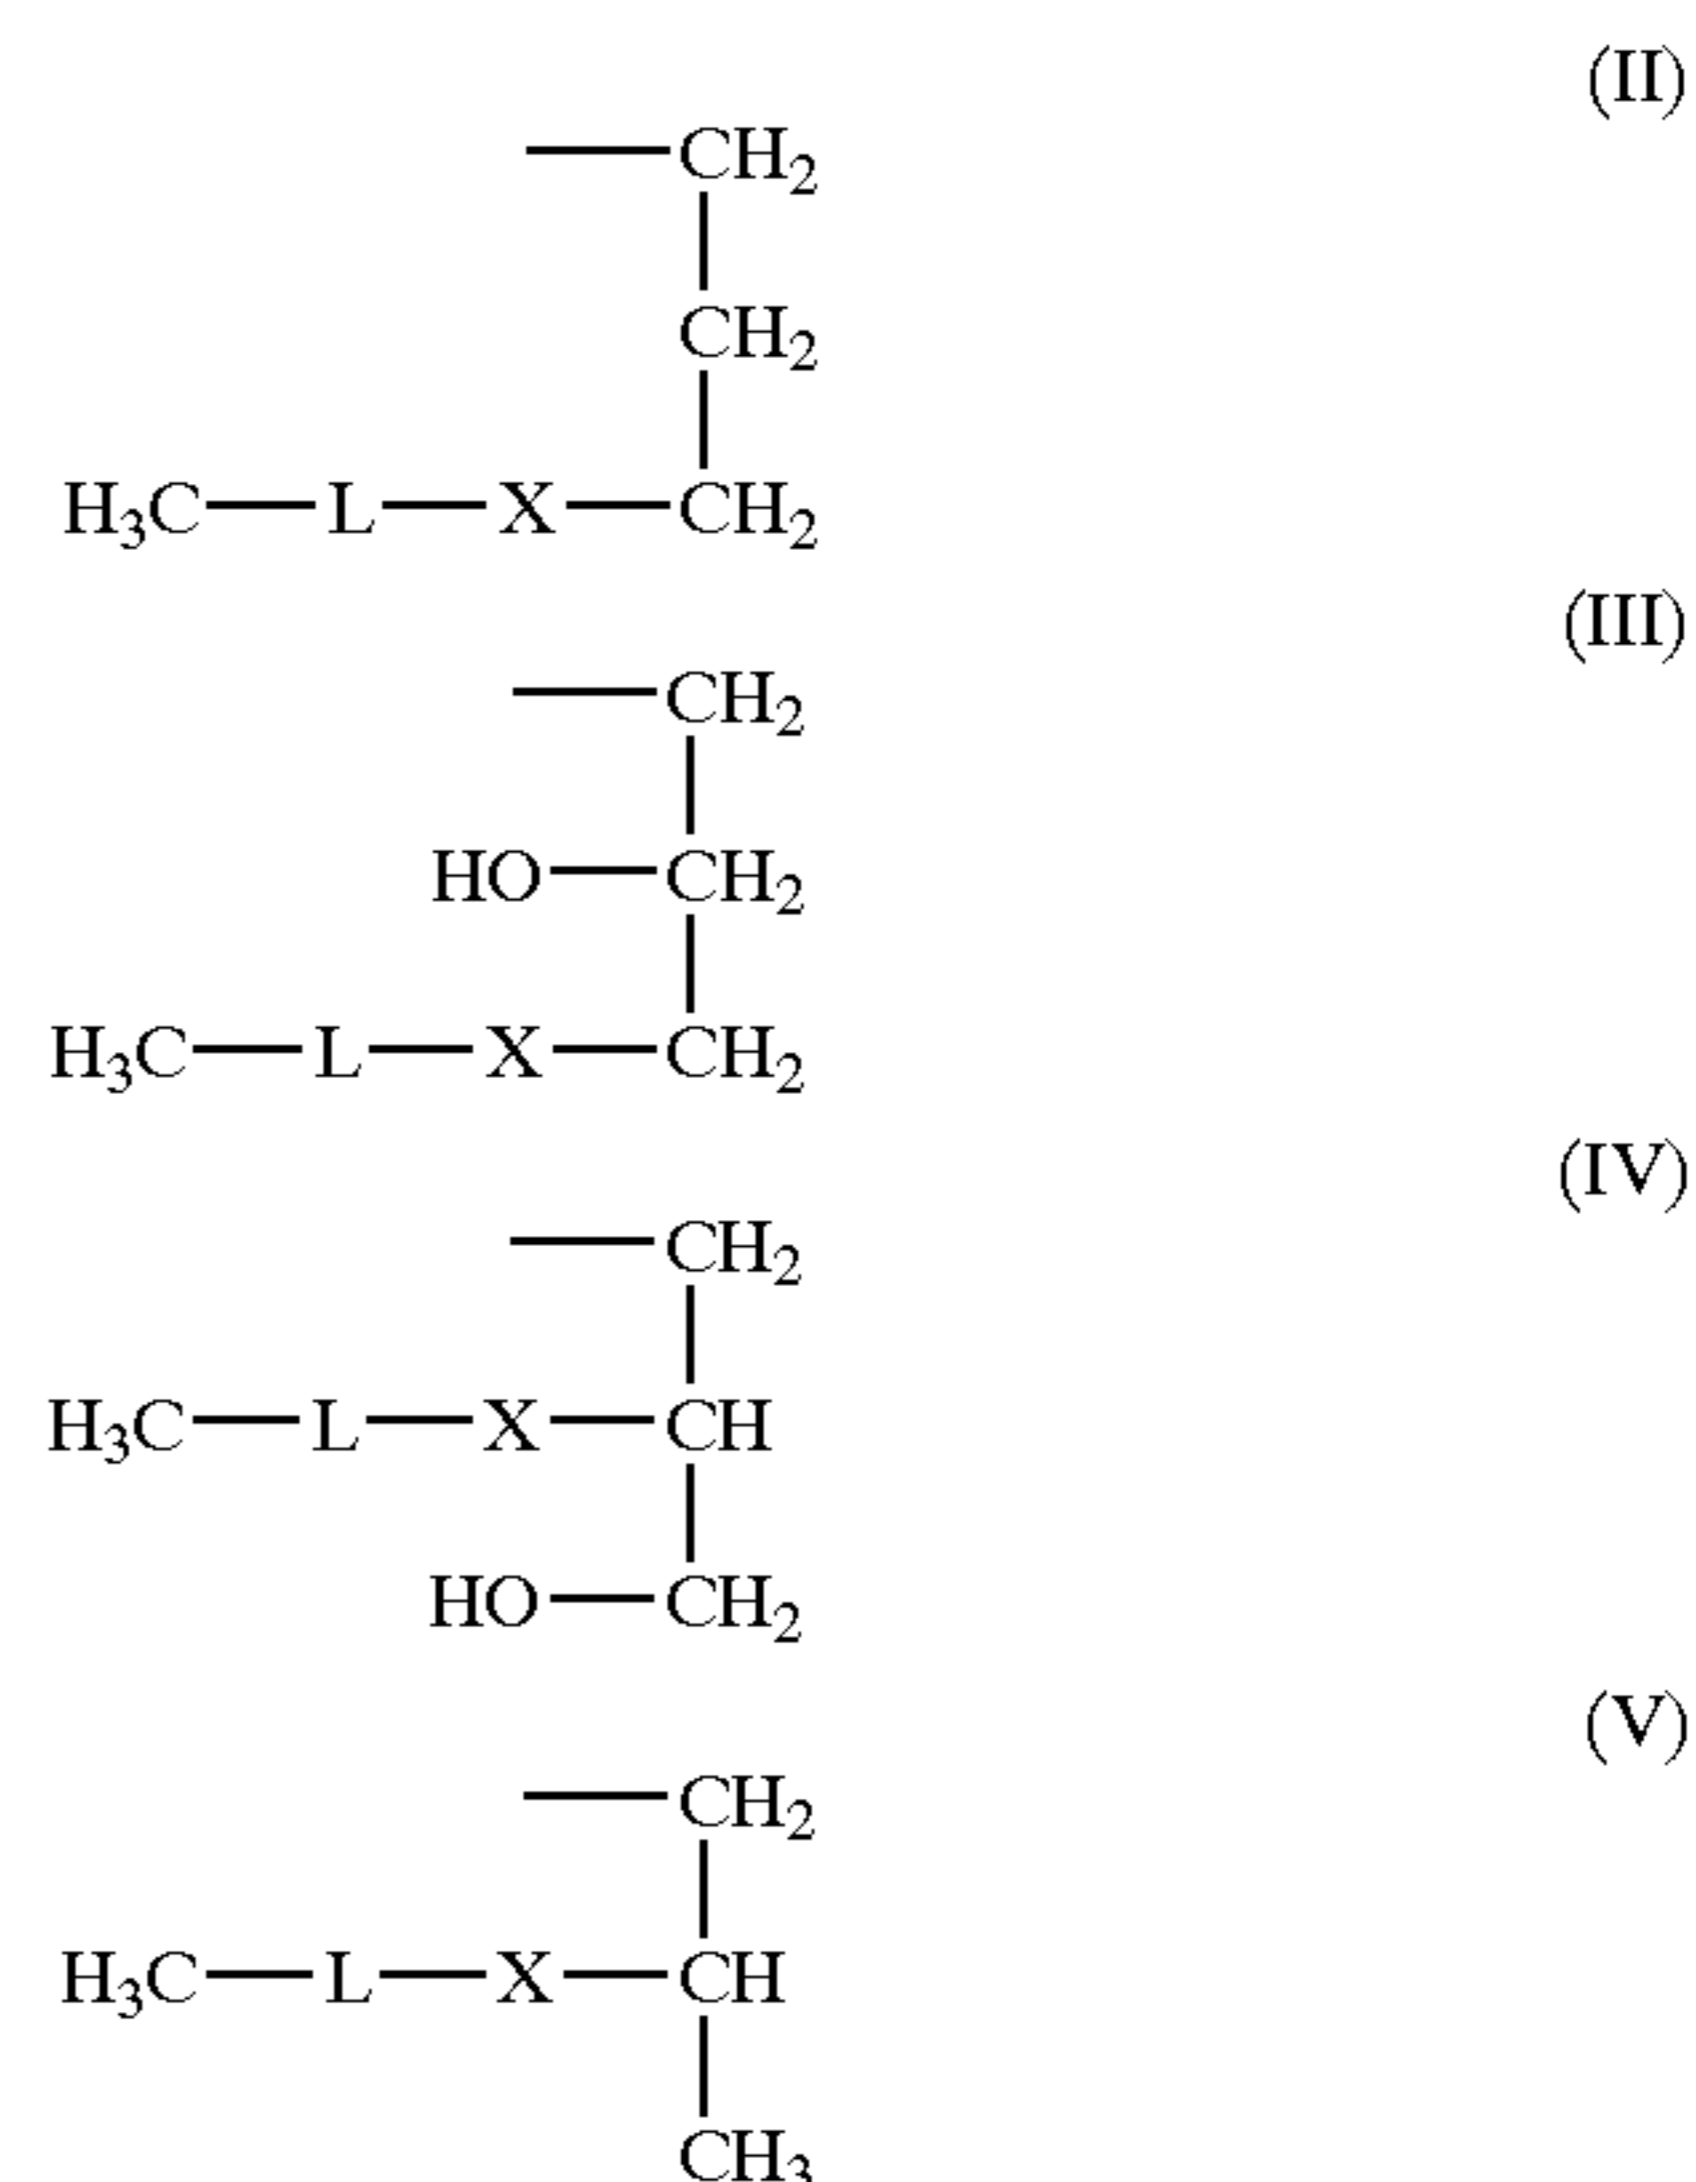 (II)
CH2
CH2
H3C L X CH2
(III)
CH2
HO CH2
H3C L X CH2
(IV)
CH2
H3C L X CH
HO CH2
(V)
CH2
H3C L X CH
CH3